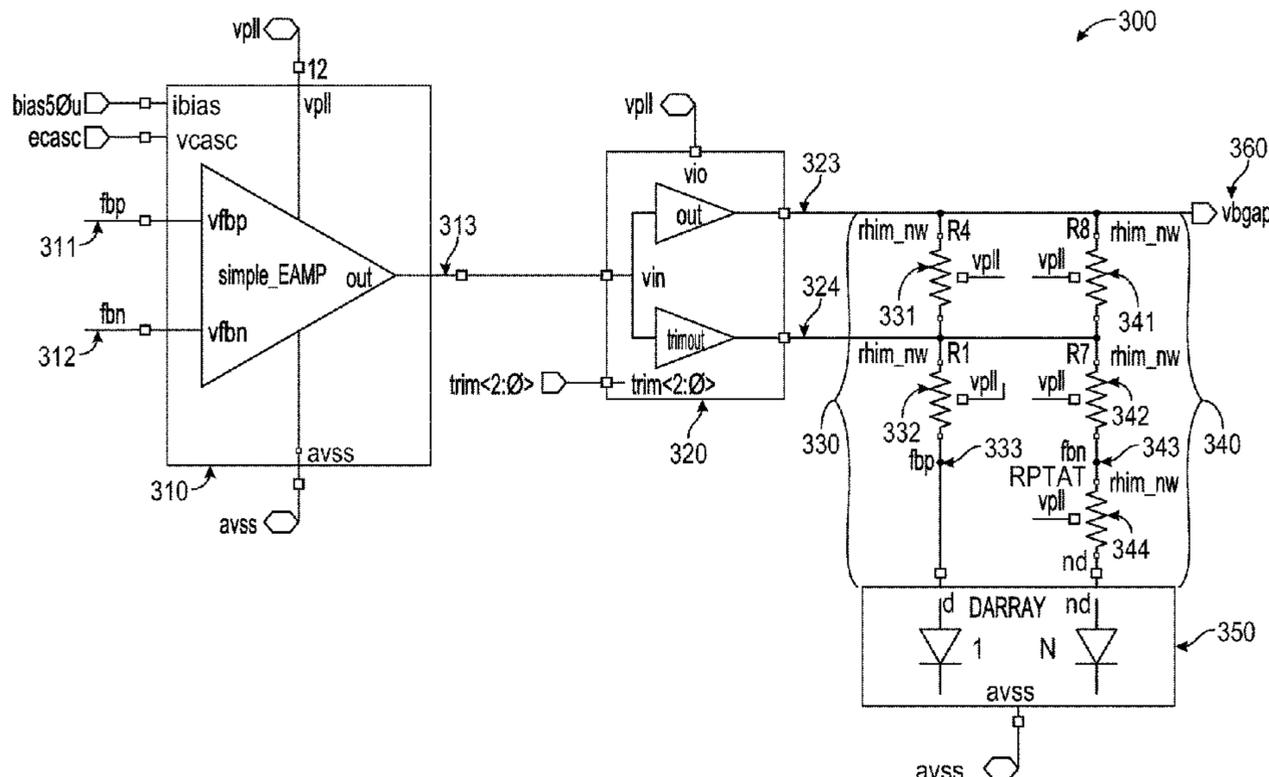 300
vpll
12
bias5Øu
ibias
vpll
ecasc
vcasc
vpll
360
fbp
vfbp
vio
323
out
vbgap
311
313
rhim_nw
R4
R8
rhim_nw
simple_EAMP
out
vin
vpll
vpll
324
331
341
fbn
vfbn
trimout
rhim_nw
R1
R7
rhim_nw
312
trim<2:Ø>
trim<2:Ø>
vpll
vpll
330
332
342
340
320
avss
fbp
333
fbn
343
310
RPTAT
rhim_nw
vpll
avss
344
nd
d
DARRAY
nd
350
1
N
avss
avss